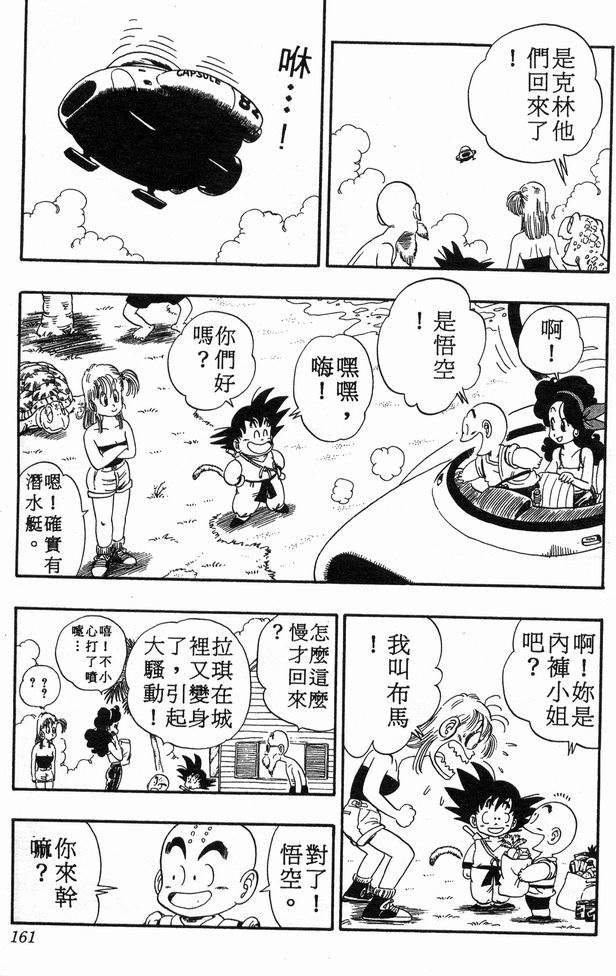 是克林他
們回來了
！
咻…！
CAPSULE
啊！
是悟空
！
嘿嘿，
嗨！
你們好
嗎？
嗯！確實有
潛水艇。
啊！妳是
內褲小姐
吧？
我叫布馬
！
怎麼這麼
慢才回來
？
拉琪在城
裡又變身
了，引起
大騷動！
嘻！不小
心打了噴
嚏…
？？
對了！
悟空。
你來幹
嘛？
161